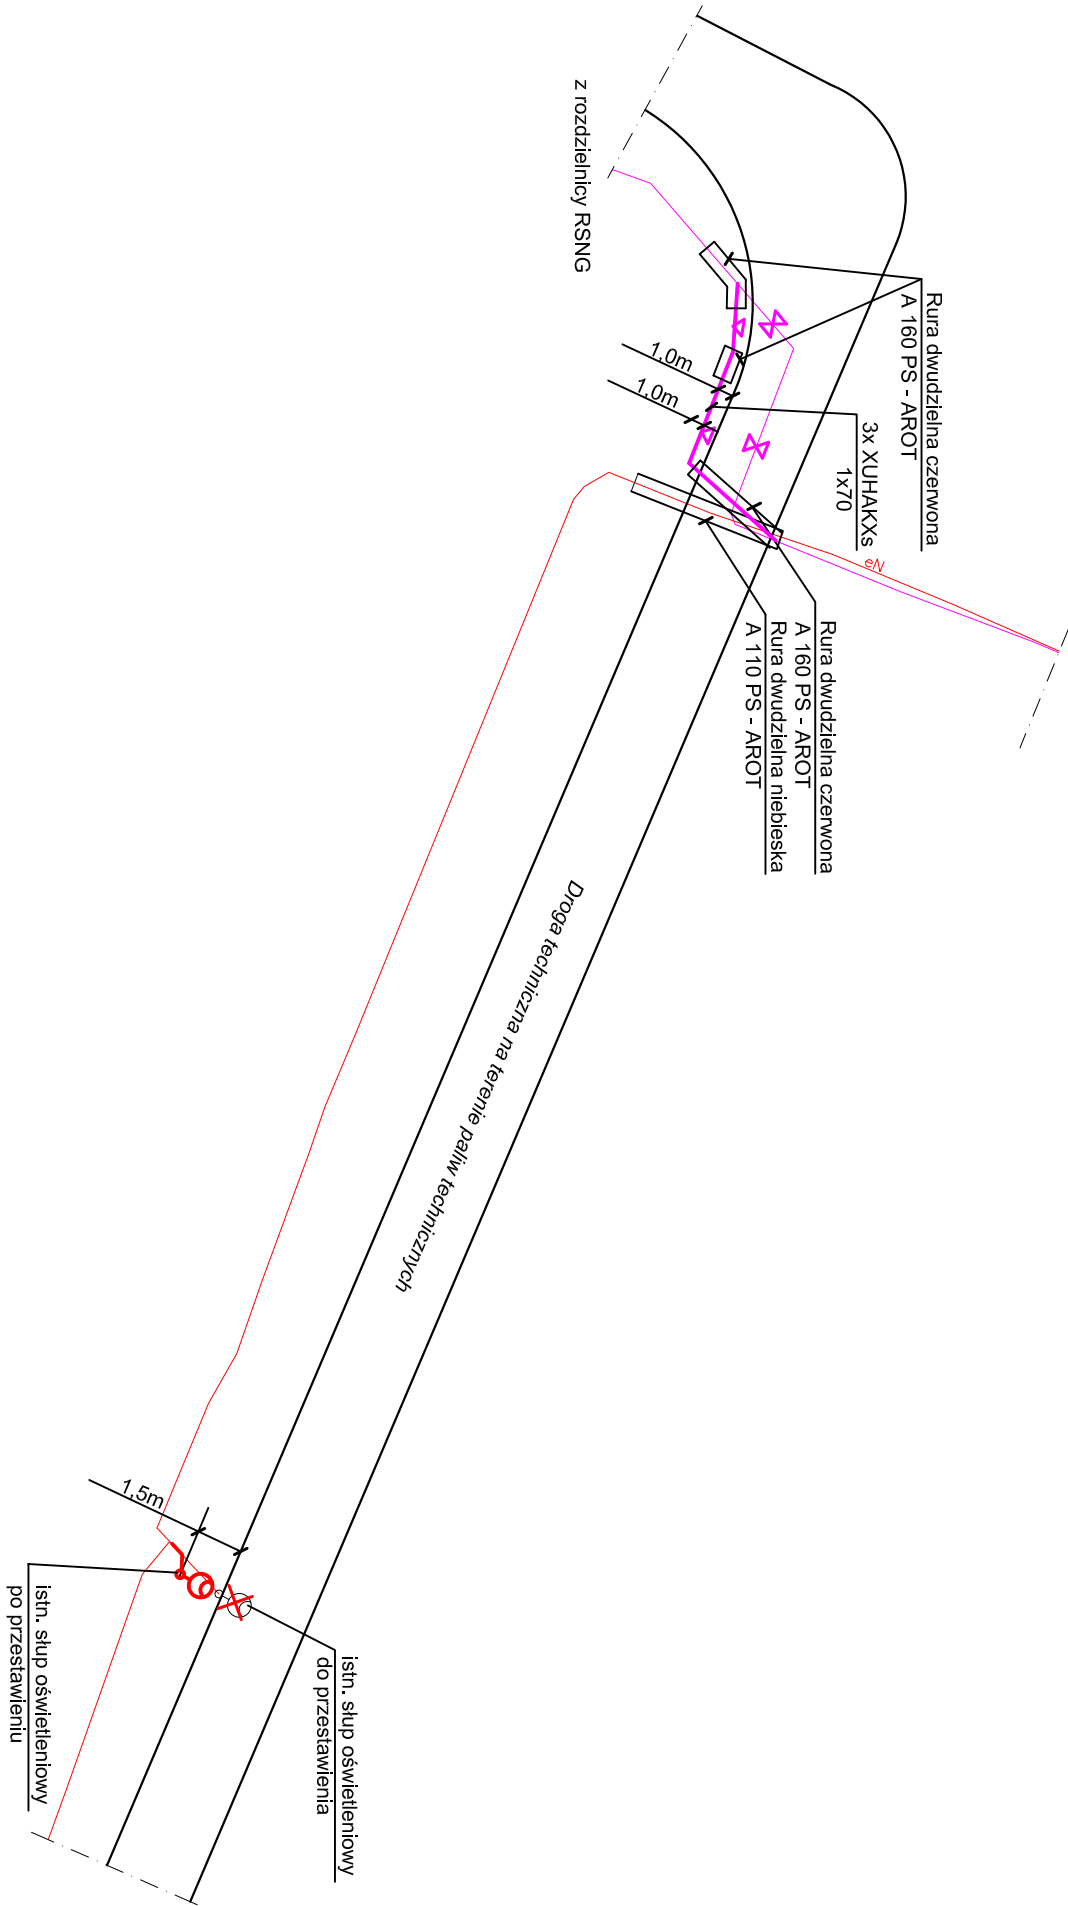 z rozdzielnicy RSNG
Rura dwudzielna czerwona
A 160 PS - AROT
3x XUHAKXs
1x70
1,0m
1,0m
eN
Rura dwudzielna czerwona
A 160 PS - AROT
Rura dwudzielna niebieska
A 110 PS - AROT
Droga techniczna na terenie paliw technicznych
1,5m
istn. słup oświetleniowy
do przestawienia
istn. słup oświetleniowy
po przestawieniu